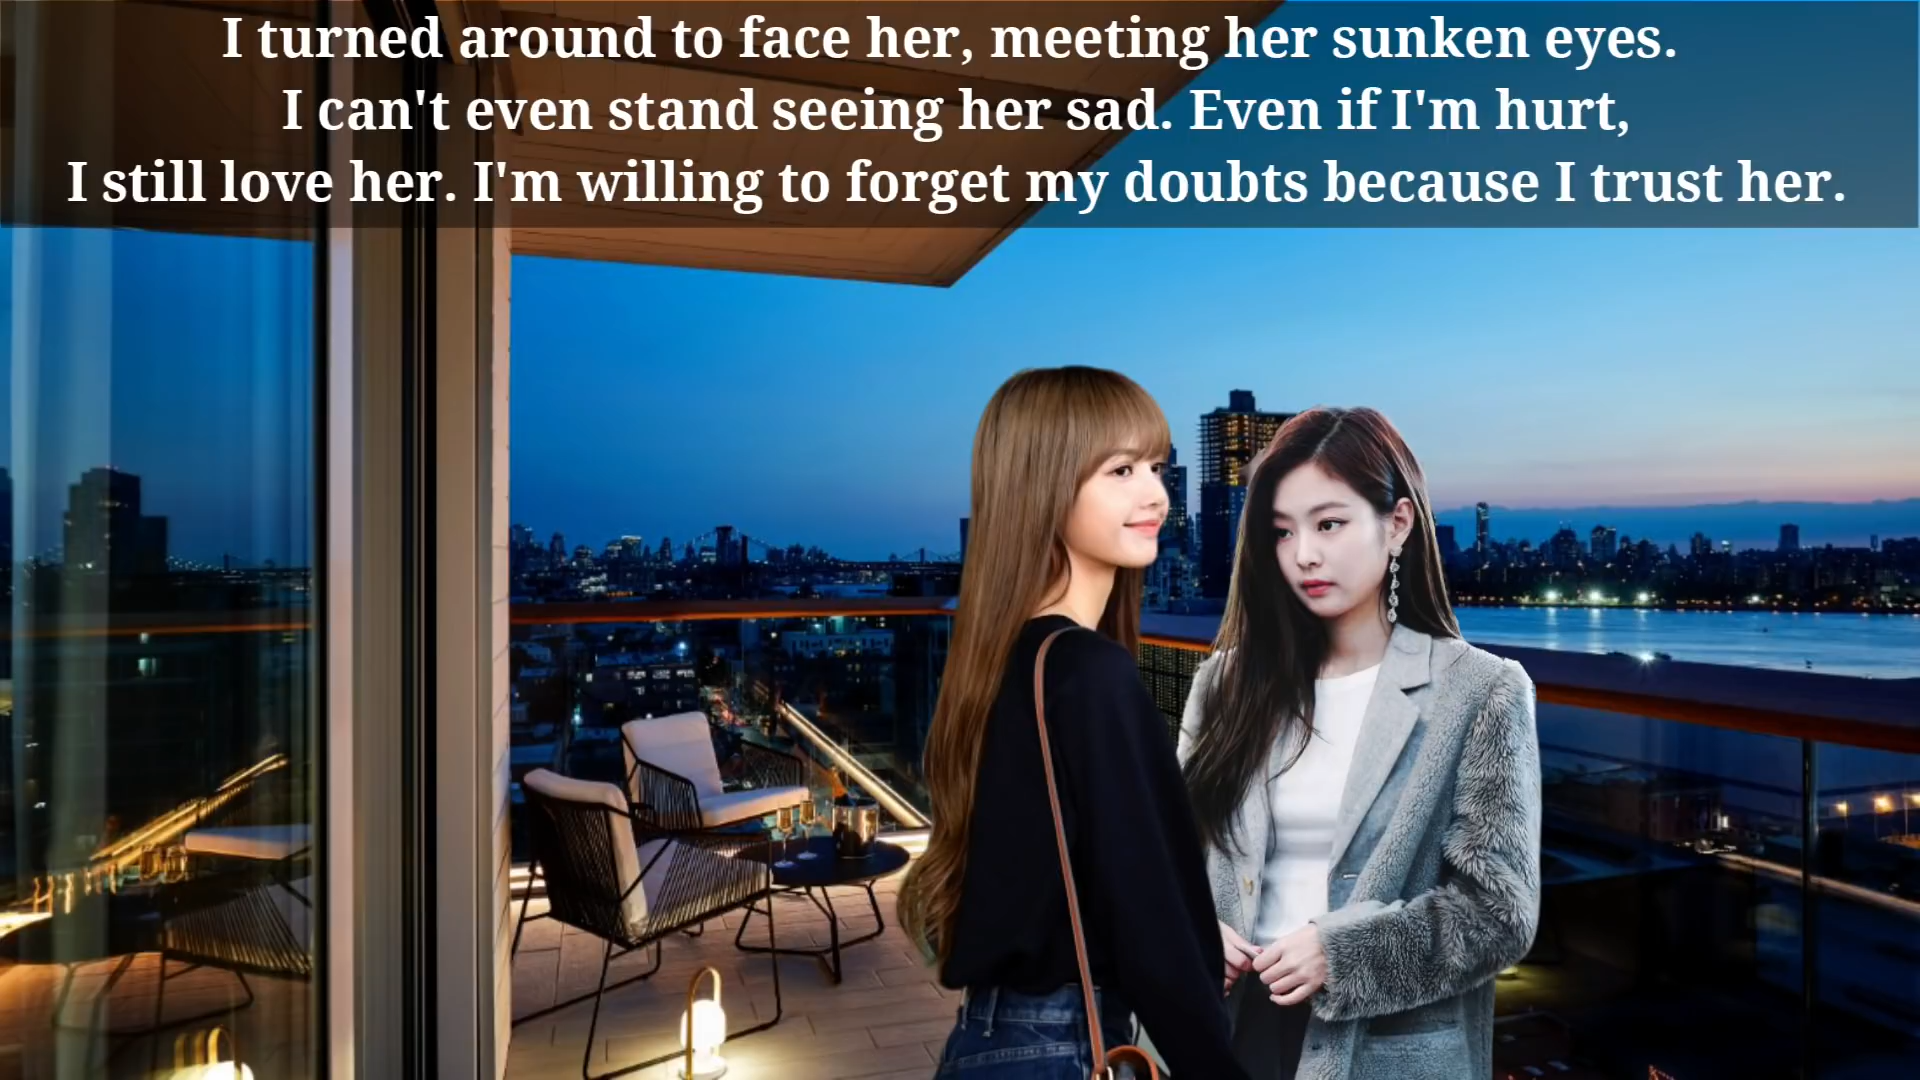 I turned around to face her, meeting her sunken eyes.
I can't even stand seeing her sad. Even if I'm hurt,
I still love her. I'm willing to forget my doubts because I trust her.